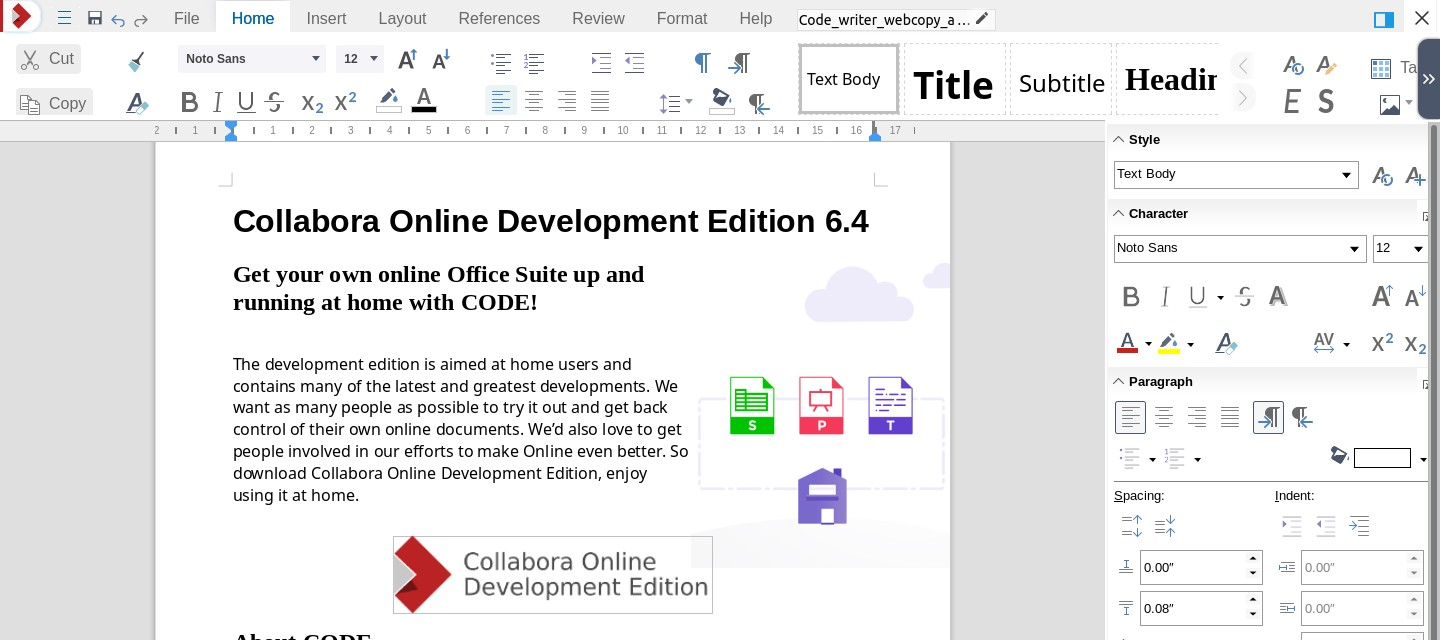 File Home Insert Layout References Review Format Help Code_writer_webcopy_a ...
Cut Noto Sans 12
Copy
Text Body Title Subtitle Headin
2 1 1 2 3 4 5 6 7 8 9 10 11 12 13 14 15 16 17
Collabora Online Development Edition 6.4
Get your own online Office Suite up and
running at home with CODE!
The development edition is aimed at home users and
contains many of the latest and greatest developments. We
want as many people as possible to try it out and get back
control of their own online documents. We’d also love to get
people involved in our efforts to make Online even better. So
download Collabora Online Development Edition, enjoy
using it at home.
S P T
Collabora Online
Development Edition
About CODE
Style
Text Body
Character
Noto Sans 12
Paragraph
Spacing: Indent:
0.00″ 0.00″
0.08″ 0.00″